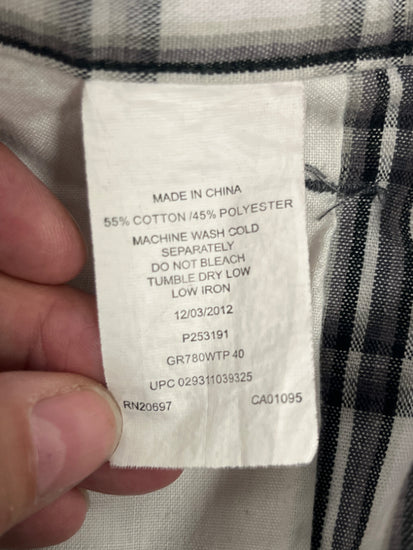 MADE IN CHINA
55% COTTON /45% POLYESTER
MACHINE WASH COLD
SEPARATELY
DO NOT BLEACH
TUMBLE DRY LOW
LOW IRON
12/03/2012
P253191
GR780WTP 40
UPC 029311039325
RN20697 CA01095